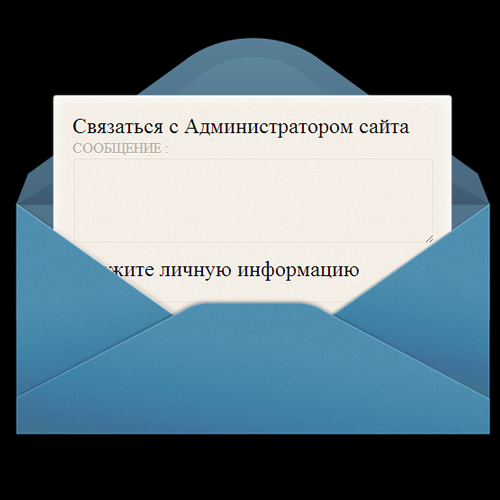 Связаться с Администратором сайта
СООБЩЕНИЕ :
личную информацию